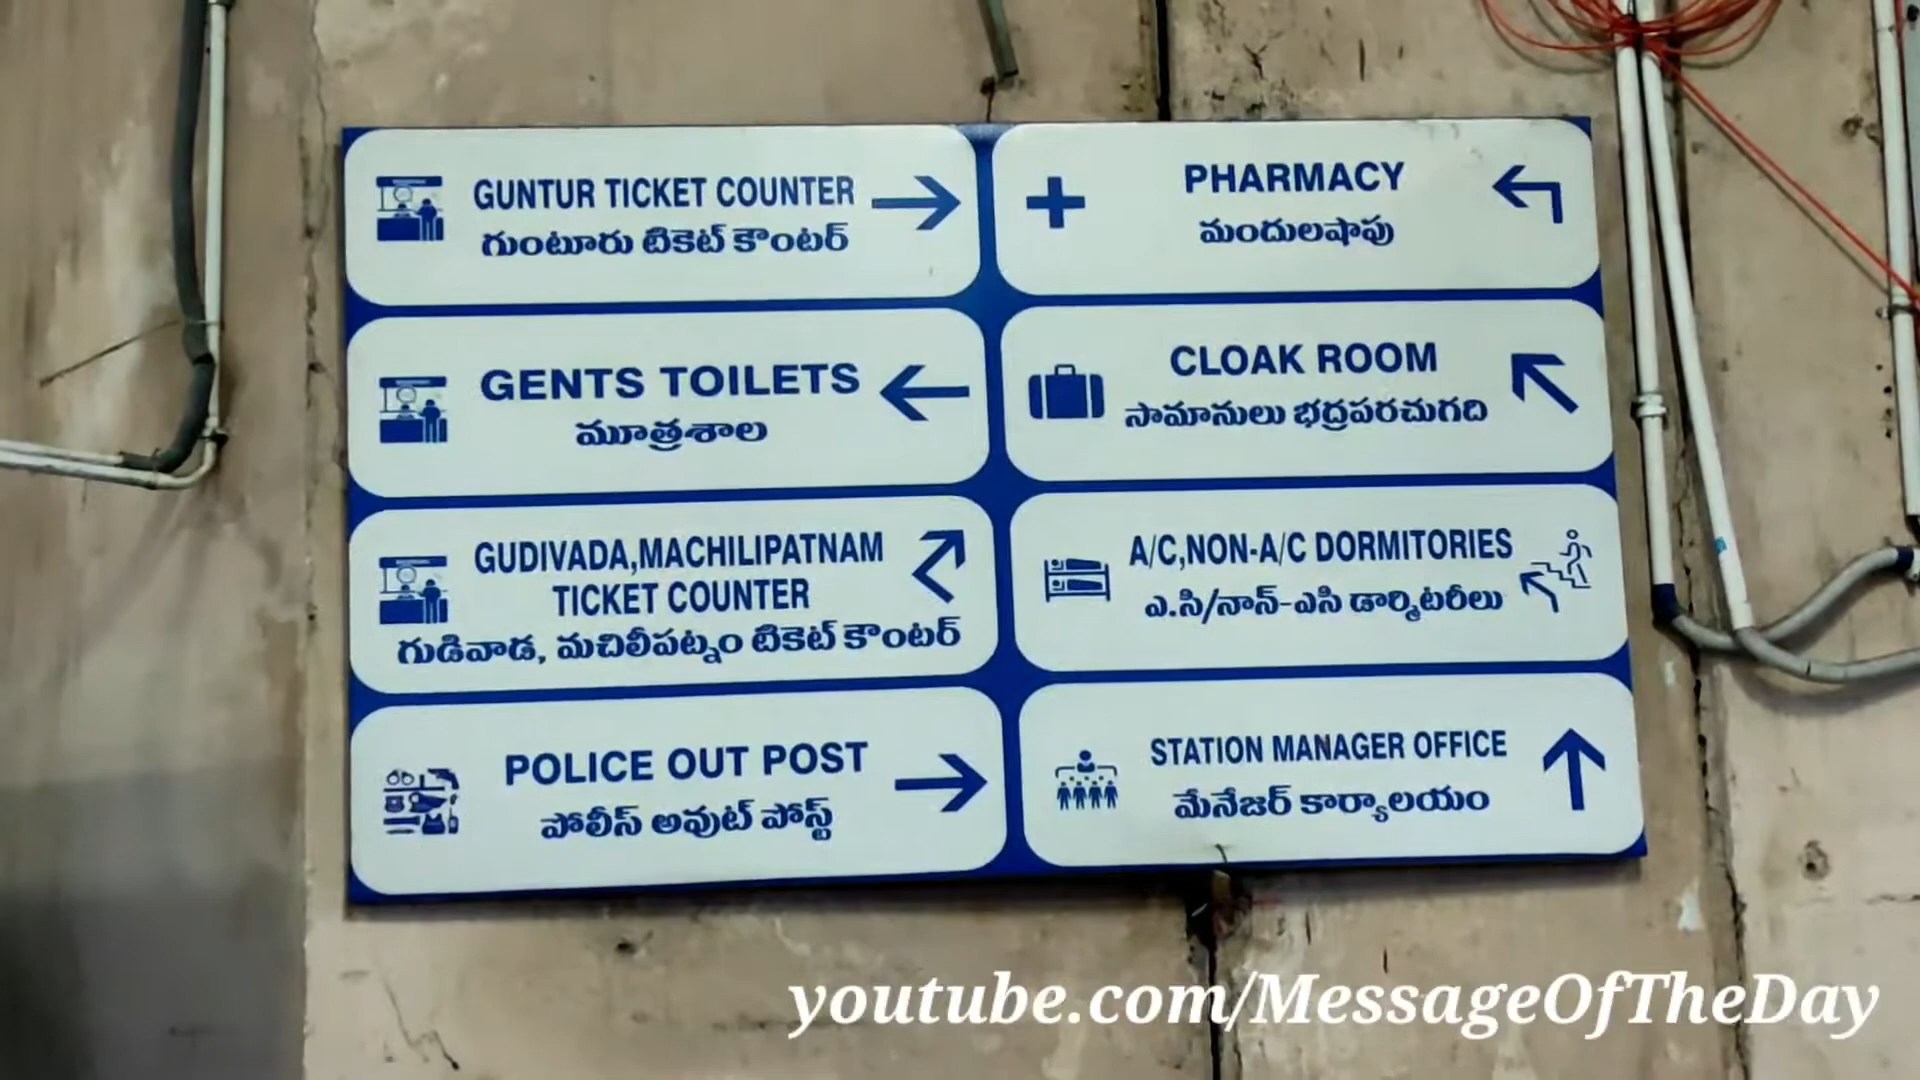 GUNTUR TICKET COUNTER
గుంటూరు టికెట్ కౌంటర్
GENTS TOILETS
మూత్రశాల
GUDIVADA,MACHILIPATNAM
TICKET COUNTER
గుడివాడ, మచిలీపట్నం టికెట్ కౌంటర్
POLICE OUT POST
పోలీస్ అవుట్ పోస్ట్
PHARMACY
మందులషాపు
CLOAK ROOM
సామానులు భద్రపరచుగది
A/C,NON-A/C DORMITORIES
ఎ.సి/నాన్-ఎసి డార్మిటరీలు
STATION MANAGER OFFICE
మేనేజర్ కార్యాలయం
youtube.com/MessageOfTheDay